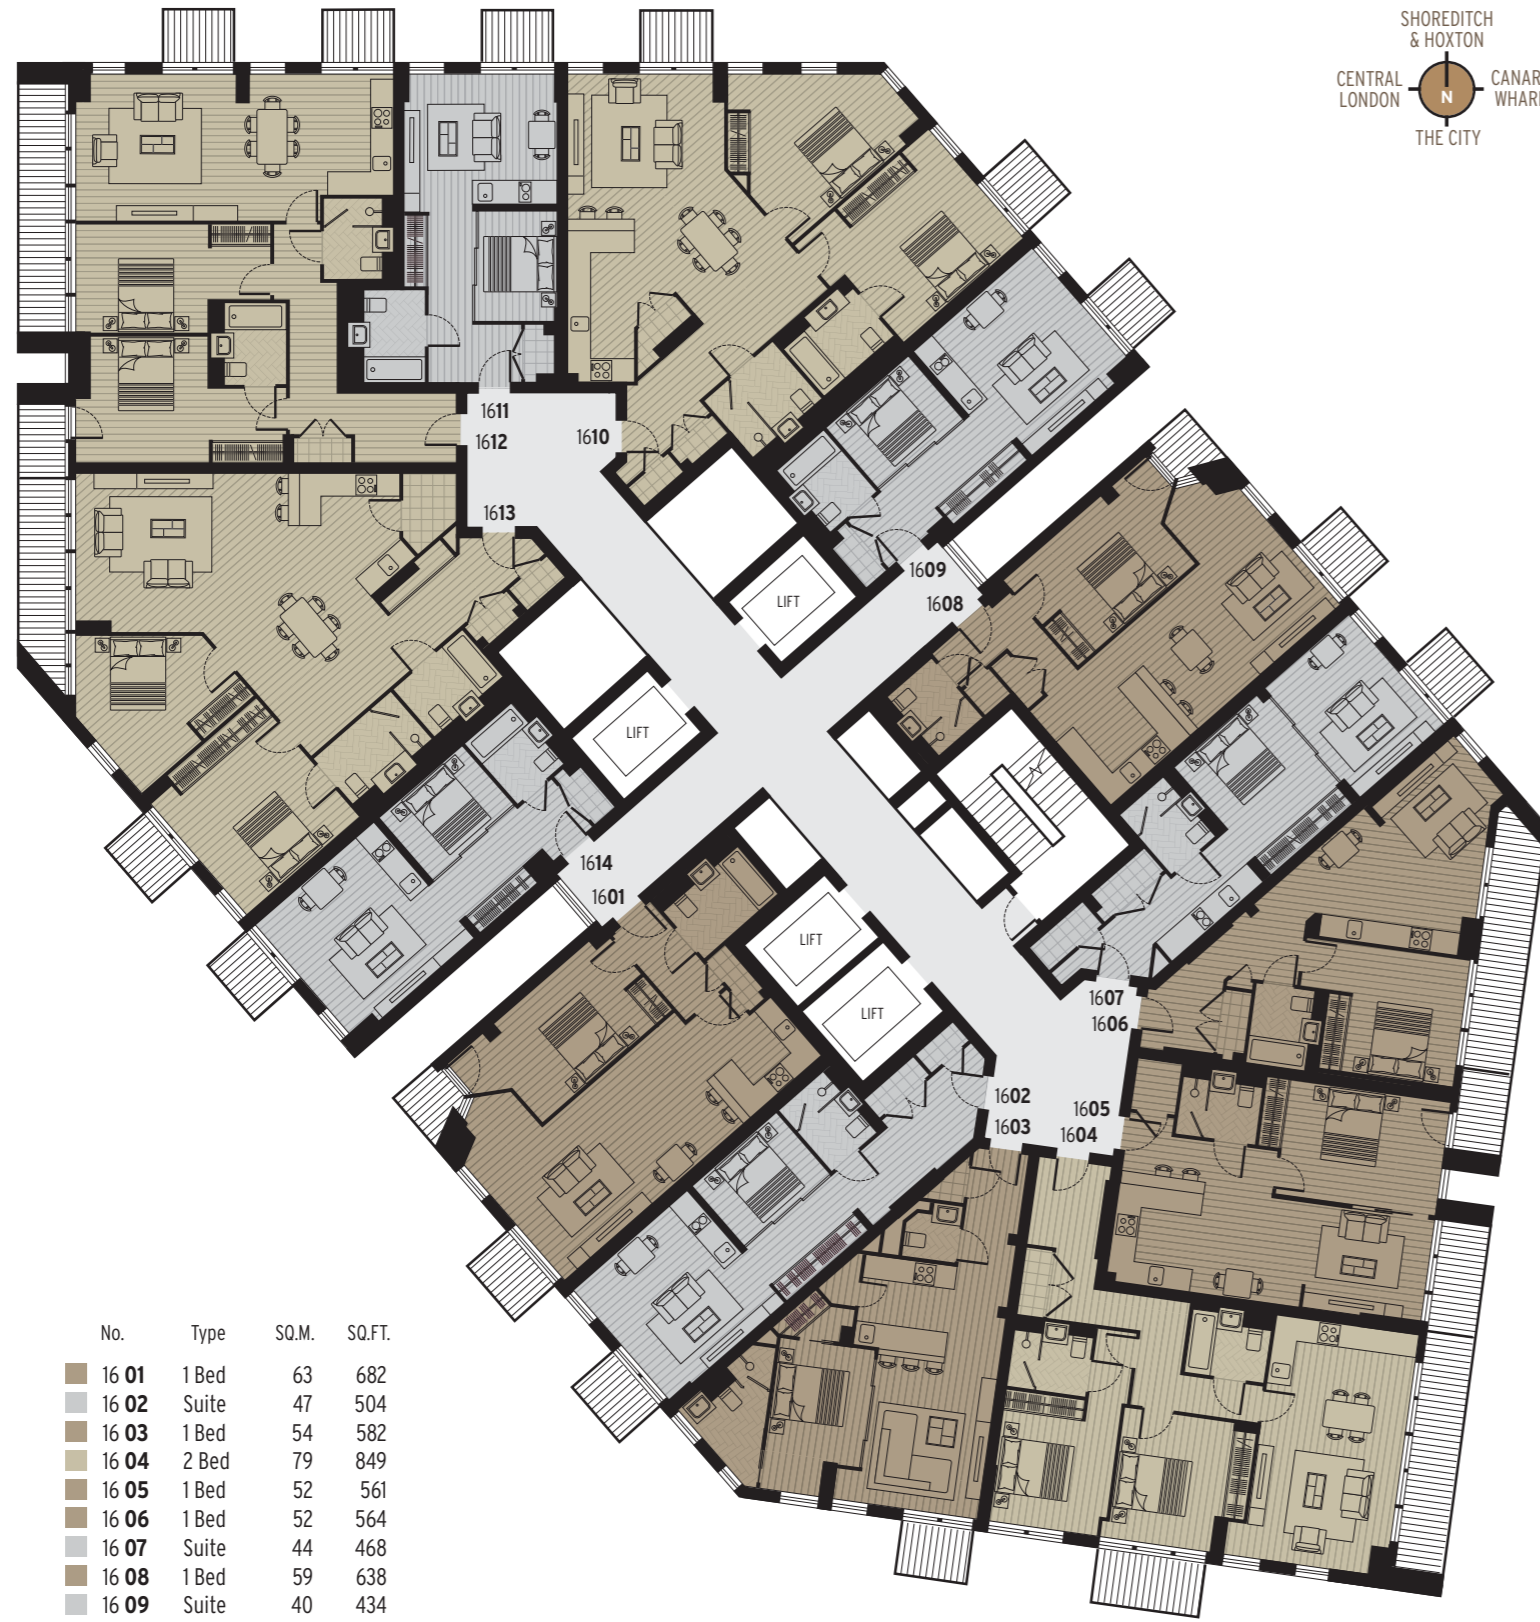 SHOREDITCH
& HOXTON
CENTRAL
LONDON
N
CANAR
WHAR
THE CITY
1611
1612
1610
1613
1609
1608
LIFT
LIFT
1614
1601
LIFT
LIFT
1607
1606
1602
1605
1603
1604
No. Type SQ.M. SQ.FT.
16 01 1 Bed 63 682
16 02 Suite 47 504
16 03 1 Bed 54 582
16 04 2 Bed 79 849
16 05 1 Bed 52 561
16 06 1 Bed 52 564
16 07 Suite 44 468
16 08 1 Bed 59 638
16 09 Suite 40 434